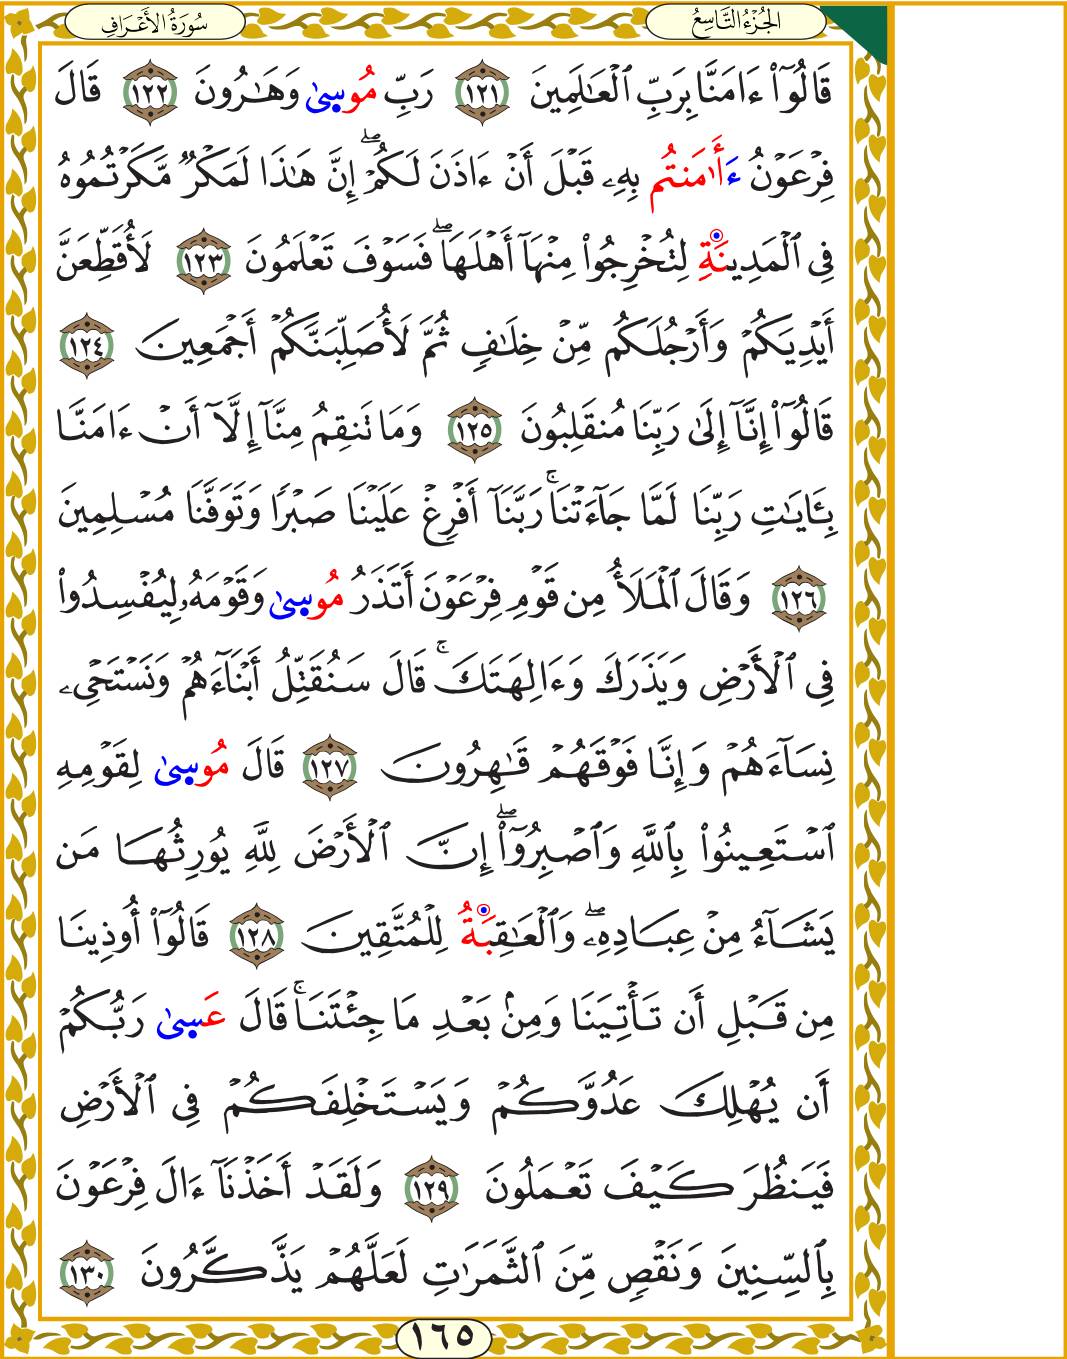 الجُزْءُ التَّاسِعُ
سُورَةُ الأَعْرَافِ
قَالُوٓا۟ ءَامَنَّا بِرَبِّ ٱلْعَـٰلَمِينَ ١٢١ رَبِّ مُوسِىٰ وَهَـٰرُونَ ١٢٢ قَالَ
فِرْعَوْنُ ءَأَٰمَنتُم بِهِۦ قَبْلَ أَنْ ءَاذَنَ لَكُمْ ۖ إِنَّ هَـٰذَا لَمَكْرٌ مَّكَرْتُمُوهُ
فِى ٱلْمَدِينَةِ لِتُخْرِجُوا۟ مِنْهَآ أَهْلَهَا ۖ فَسَوْفَ تَعْلَمُونَ ١٢٣ لَأُقَطِّعَنَّ
أَيْدِيَكُمْ وَأَرْجُلَكُم مِّنْ خِلَـٰفٍ ثُمَّ لَأُصَلِّبَنَّكُمْ أَجْمَعِينَ ١٢٤
قَالُوٓا۟ إِنَّآ إِلَىٰ رَبِّنَا مُنقَلِبُونَ ١٢٥ وَمَا تَنقِمُ مِنَّآ إِلَّآ أَنْ ءَامَنَّا
بِـَٔايَـٰتِ رَبِّنَا لَمَّا جَآءَتْنَا ۚ رَبَّنَآ أَفْرِغْ عَلَيْنَا صَبْرًا وَتَوَفَّنَا مُسْلِمِينَ
١٢٦ وَقَالَ ٱلْمَلَأُ مِن قَوْمِ فِرْعَوْنَ أَتَذَرُ مُوسِىٰ وَقَوْمَهُۥ لِيُفْسِدُوا۟
فِى ٱلْأَرْضِ وَيَذَرَكَ وَءَالِهَتَكَ ۚ قَالَ سَنُقَتِّلُ أَبْنَآءَهُمْ وَنَسْتَحْىِۦ
نِسَآءَهُمْ وَإِنَّا فَوْقَهُمْ قَـٰهِرُونَ ١٢٧ قَالَ مُوسِىٰ لِقَوْمِهِ
ٱسْتَعِينُوا۟ بِٱللَّهِ وَٱصْبِرُوٓا۟ ۖ إِنَّ ٱلْأَرْضَ لِلَّهِ يُورِثُهَا مَن
يَشَآءُ مِنْ عِبَادِهِۦ ۖ وَٱلْعَـٰقِبَةُ لِلْمُتَّقِينَ ١٢٨ قَالُوٓا۟ أُوذِينَا
مِن قَبْلِ أَن تَأْتِيَنَا وَمِنۢ بَعْدِ مَا جِئْتَنَا ۚ قَالَ عَسِىٰ رَبُّكُمْ
أَن يُهْلِكَ عَدُوَّكُمْ وَيَسْتَخْلِفَكُمْ فِى ٱلْأَرْضِ
فَيَنظُرَ كَيْفَ تَعْمَلُونَ ١٢٩ وَلَقَدْ أَخَذْنَآ ءَالَ فِرْعَوْنَ
بِٱلسِّنِينَ وَنَقْصٍ مِّنَ ٱلثَّمَرَٰتِ لَعَلَّهُمْ يَذَّكَّرُونَ ١٣٠
١٦٥